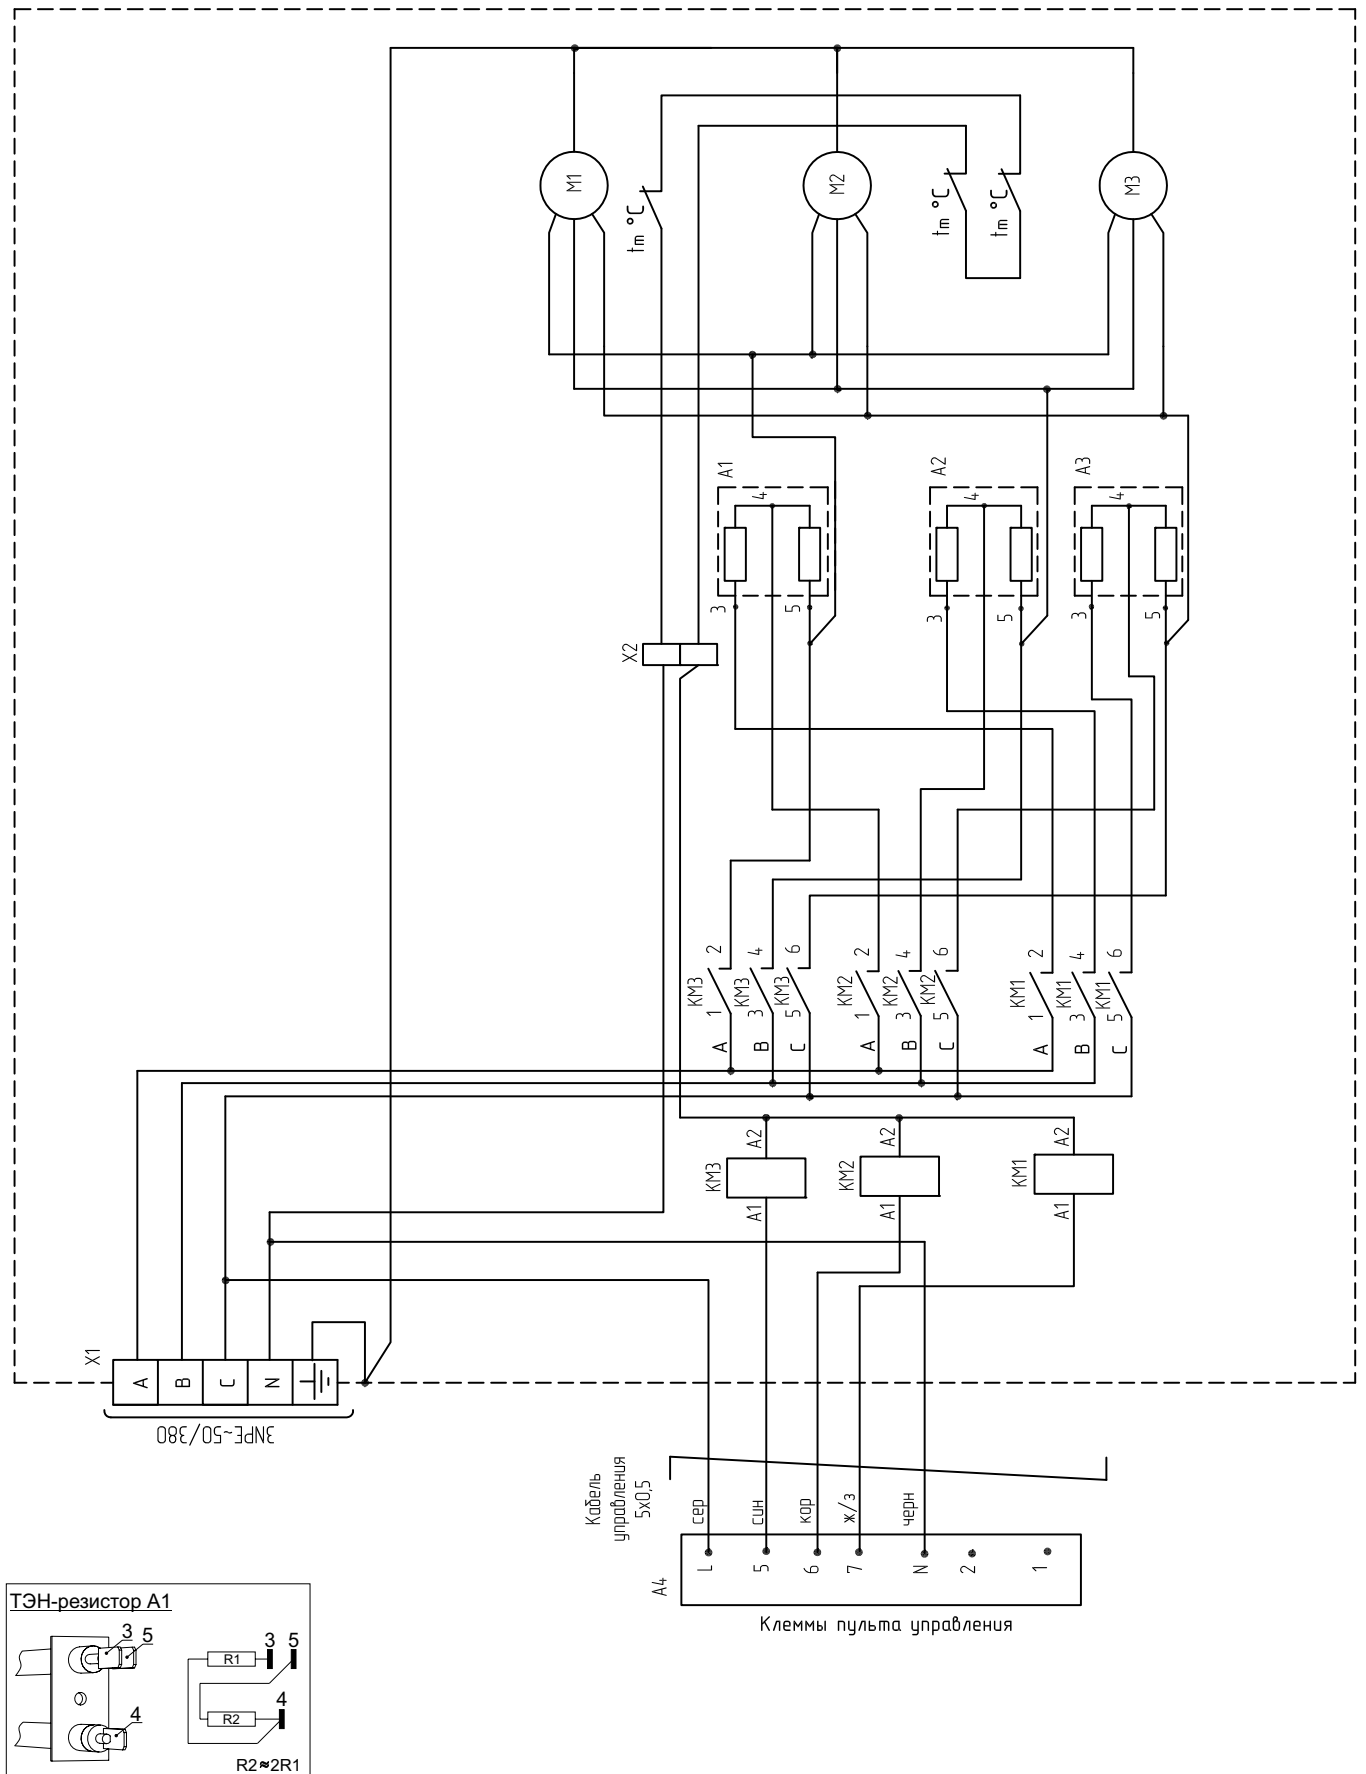 M1
M2
M3
tm °C
tm °C
tm °C
A1
A2
A3
4
4
4
3
5
3
5
3
5
X2
2
4
6
2
4
6
2
4
6
KM3
KM3
KM3
KM2
KM2
KM2
KM1
KM1
KM1
1
3
5
1
3
5
1
3
5
A
B
C
A
B
C
A
B
C
A2
A2
A2
KM3
KM2
KM1
A1
A1
A1
X1
A
B
C
N
3NPE~50/380
Кабель
управления
5х0,5
сер
син
кор
ж/з
черн
A4
L
5
6
7
N
2
1
Клеммы пульта управления
ТЭН-резистор А1
3
5
4
R1
3
5
R2
4
R2≈2R1